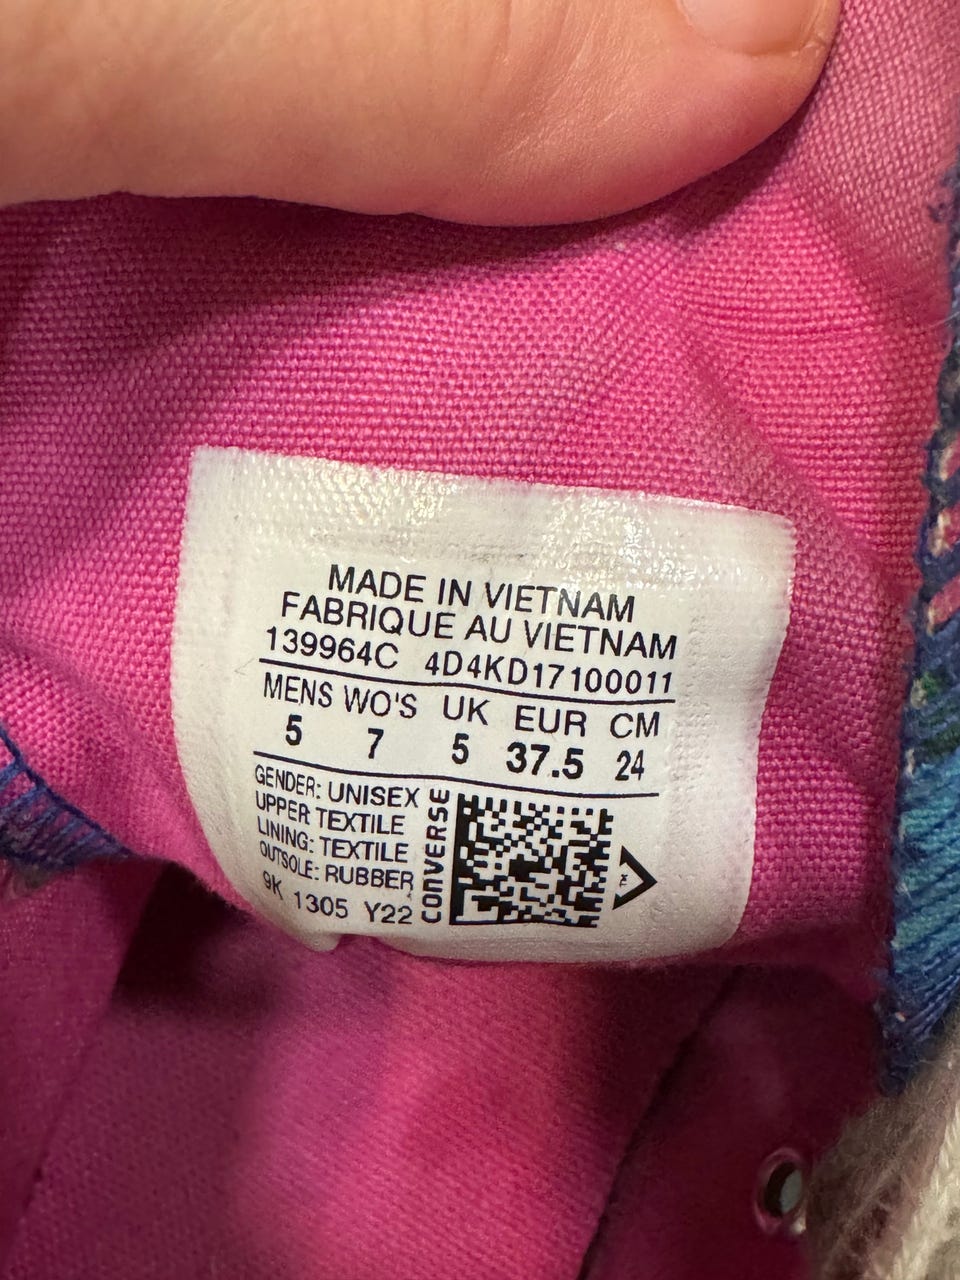 MADE IN VIETNAM
FABRIQUE AU VIETNAM
139964C 4D4KD17100011
MENS WO'S UK EUR CM
5 7 5 37.5 24
GENDER: UNISEX
UPPER TEXTILE
LINING: TEXTILE
OUTSOLE: RUBBER
9K 1305 Y22
CONVERSE
TM